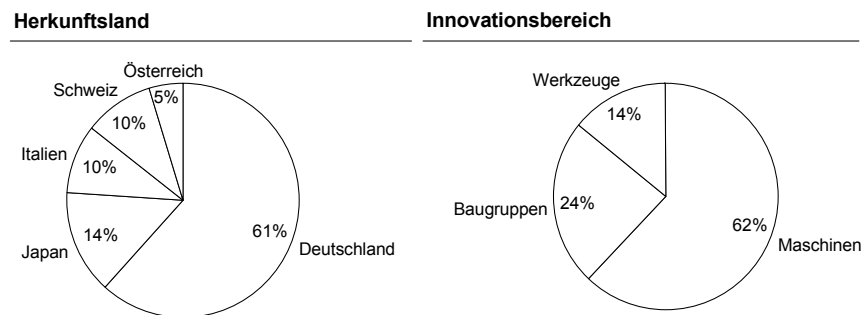 Herkunftsland
Österreich
5%
Schweiz
10%
Italien
10%
Japan
14%
61%
Deutschland
Innovationsbereich
Werkzeuge
14%
Baugruppen
24%
62%
Maschinen